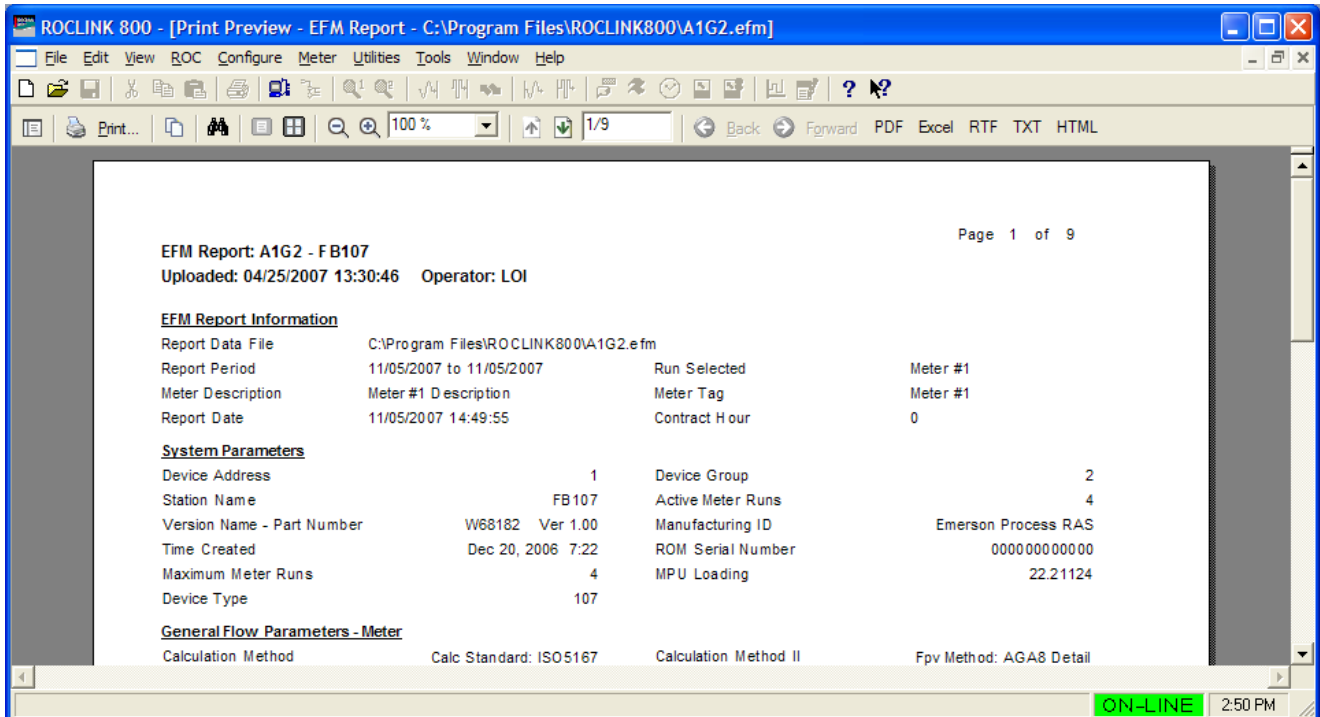 ROCLINK 800 - [Print Preview - EFM Report - C:\Program Files\ROCLINK800\A1G2.efm]
File Edit View ROC Configure Meter Utilities Tools Window Help
Print... 100 % 1/9 Back Forward PDF Excel RTF TXT HTML
Page 1 of 9
EFM Report: A1G2 - FB107
Uploaded: 04/25/2007 13:30:46 Operator: LOI
EFM Report Information
Report Data File C:\Program Files\ROCLINK800\A1G2.efm
Report Period 11/05/2007 to 11/05/2007 Run Selected Meter #1
Meter Description Meter #1 Description Meter Tag Meter #1
Report Date 11/05/2007 14:49:55 Contract Hour 0
System Parameters
Device Address 1 Device Group 2
Station Name FB107 Active Meter Runs 4
Version Name - Part Number W68182 Ver 1.00 Manufacturing ID Emerson Process RAS
Time Created Dec 20, 2006 7:22 ROM Serial Number 000000000000
Maximum Meter Runs 4 MPU Loading 22.21124
Device Type 107
General Flow Parameters - Meter
Calculation Method Calc Standard: ISO5167 Calculation Method II Fpv Method: AGA8 Detail
ON-LINE 2:50 PM